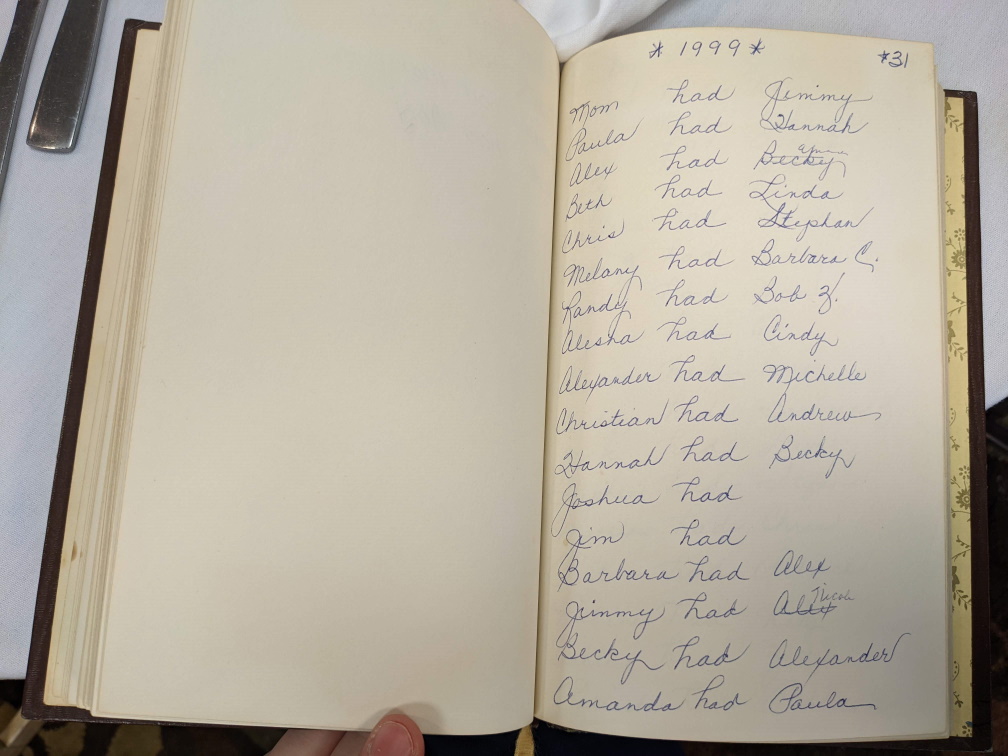 * 1999 *
*31
Mom had Jimmy
Paula had Hannah
Alex had Becky
Beth had Linda
Chris had Stephan
Melany had Barbara C.
Randy had Bob Z.
Alesha had Cindy
Alexander had Michelle
Christian had Andrew
Hannah had Becky
Joshua had
Jim had
Barbara had Alex
Jimmy had Alex Nicole
Becky had Alexander
Amanda had Paula